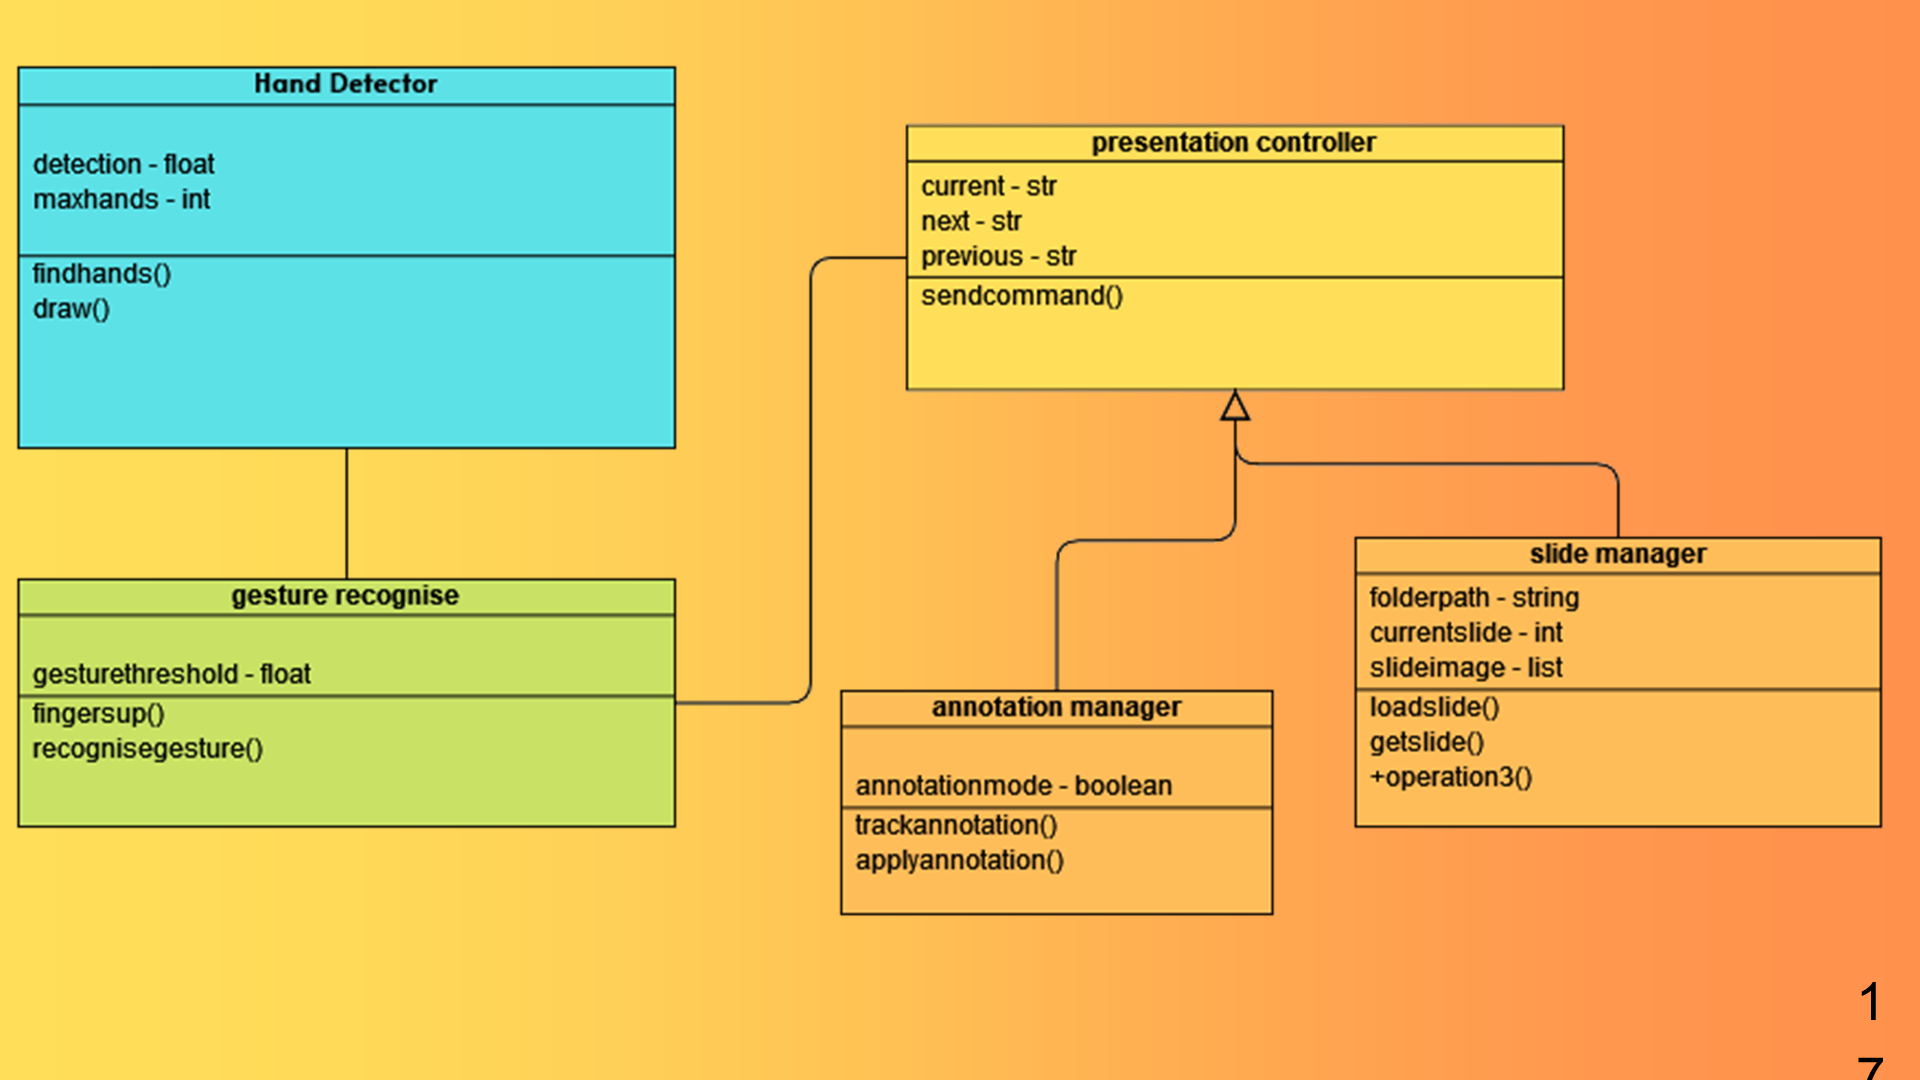 Hand Detector
detection - float
maxhands - int
findhands()
draw()
presentation controller
current - str
next - str
previous - str
sendcommand()
gesture recognise
gesturethreshold - float
fingersup()
recognisegesture()
annotation manager
annotationmode - boolean
trackannotation()
applyannotation()
slide manager
folderpath - string
currentslide - int
slideimage - list
loadslide()
getslide()
+operation3()
1
7